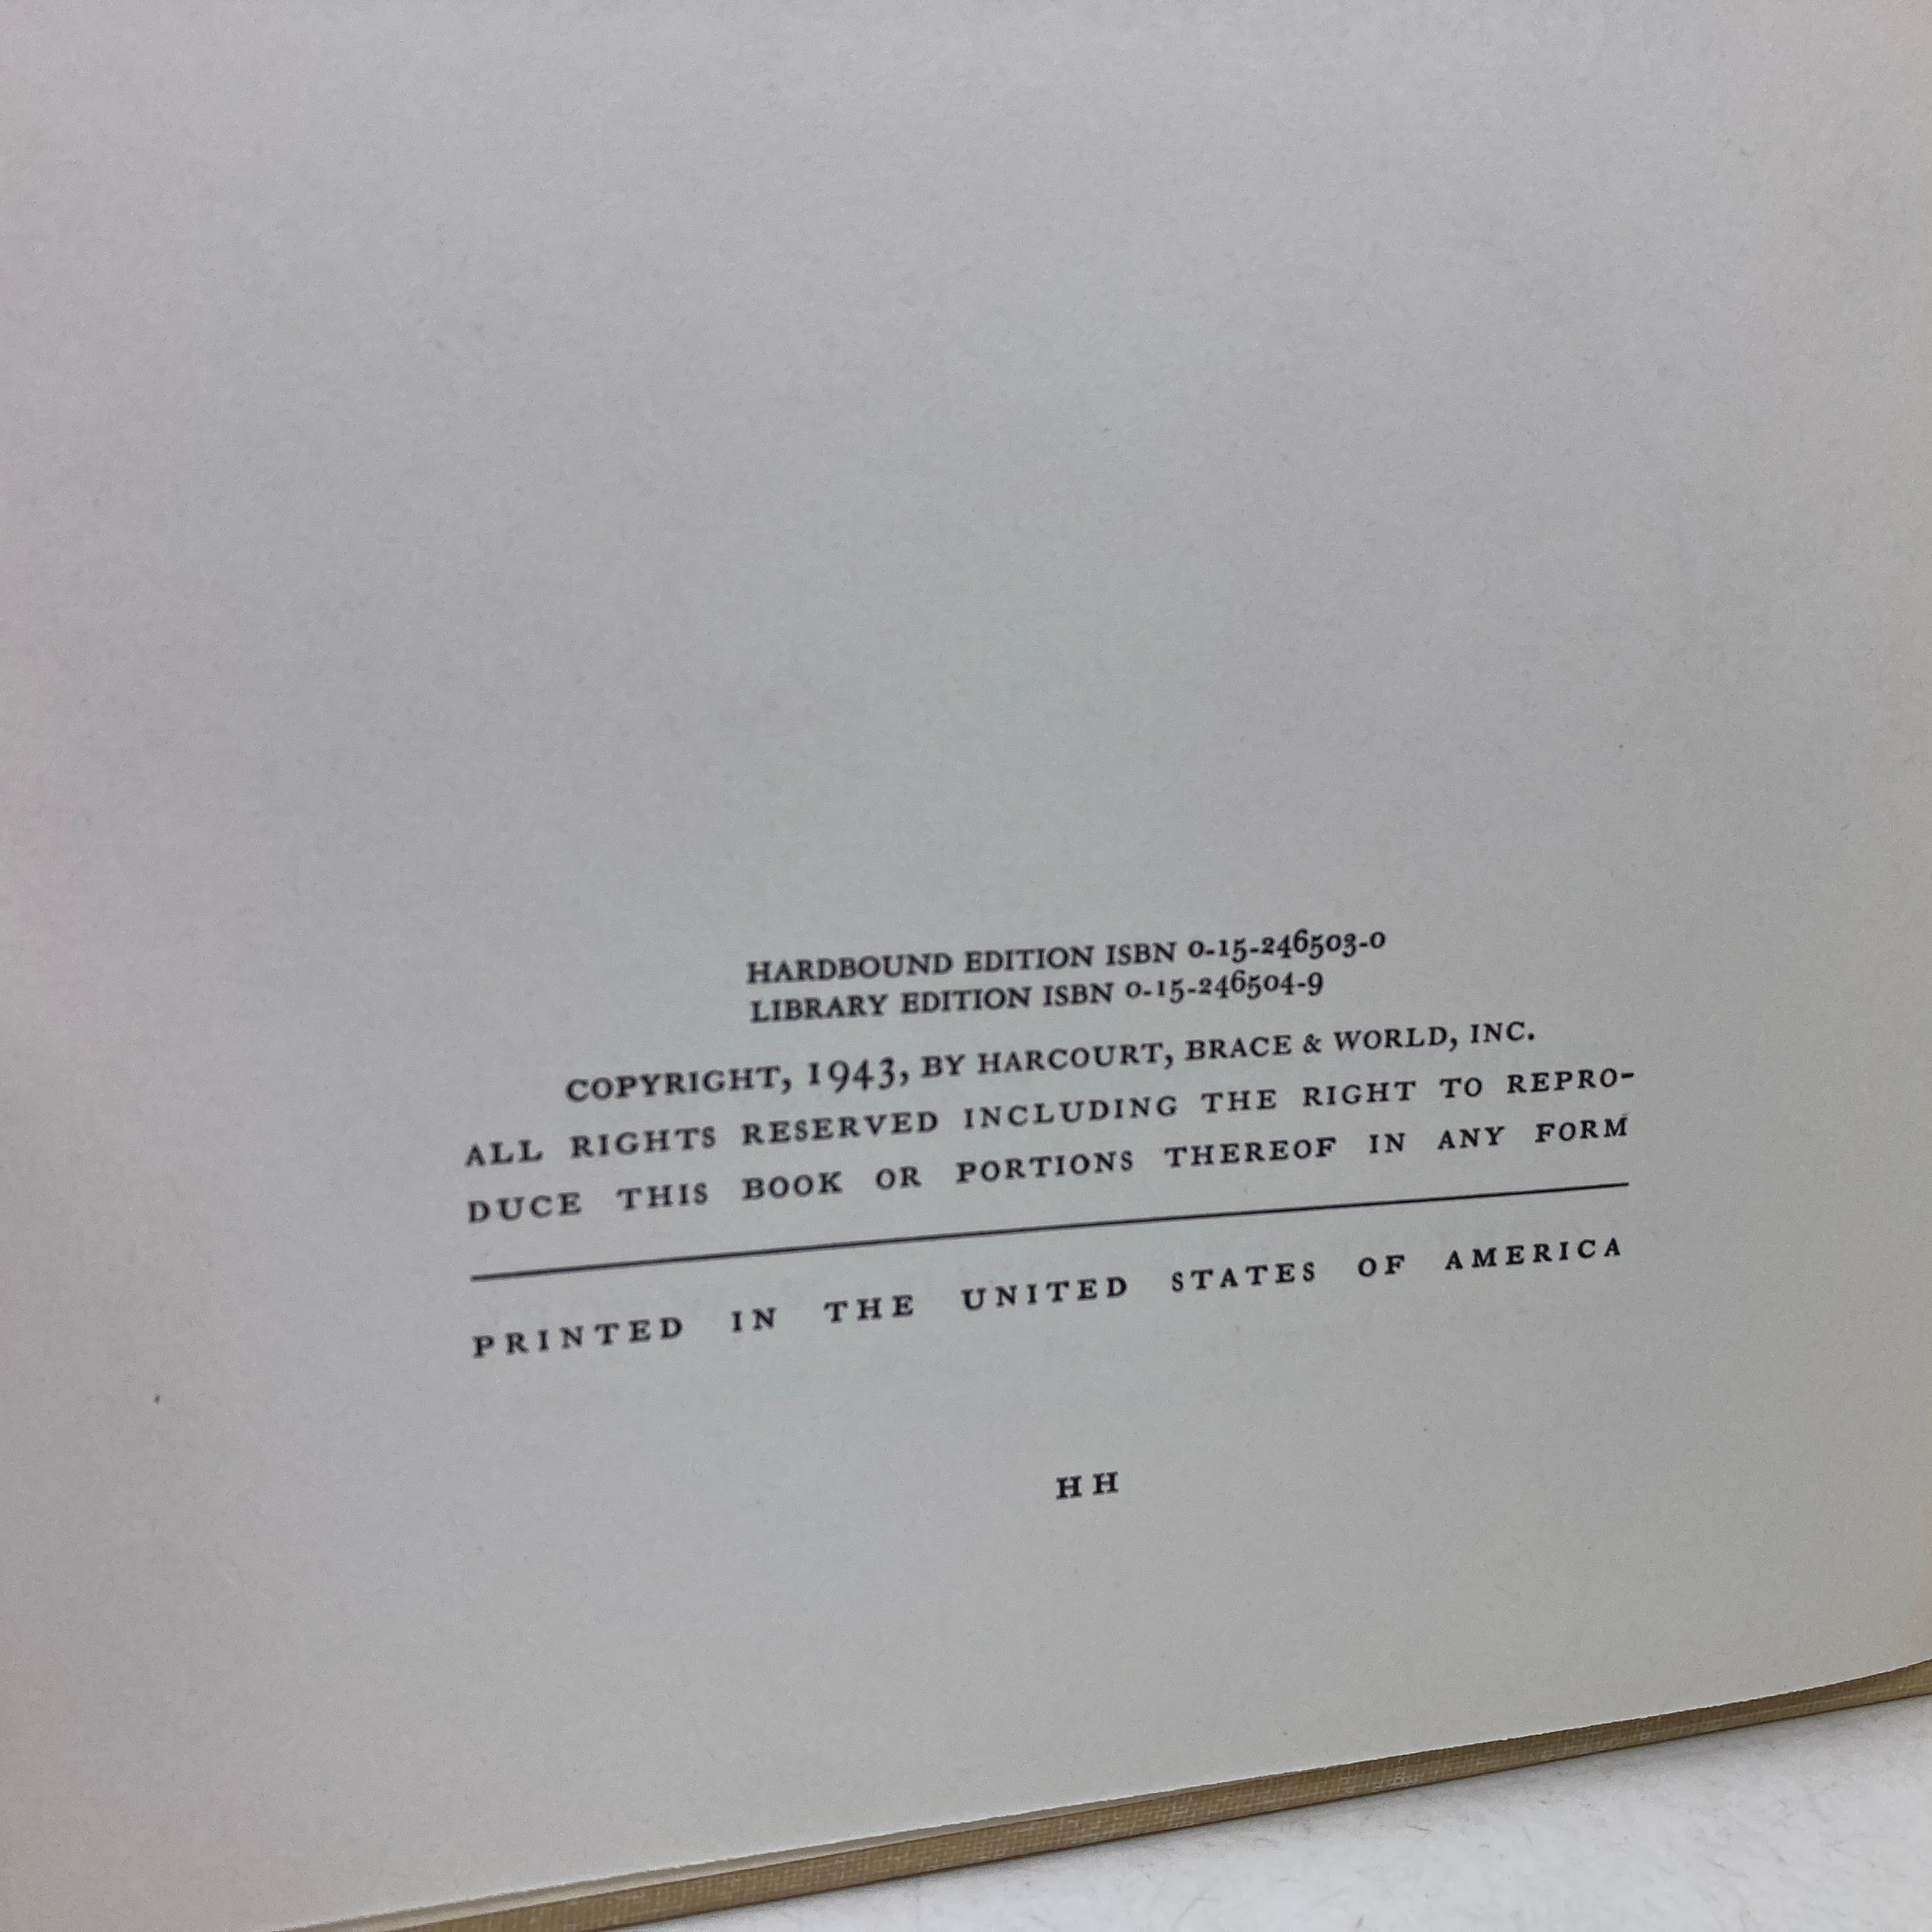 HARDBOUND EDITION ISBN 0-15-246503-0
LIBRARY EDITION ISBN 0-15-246504-9
COPYRIGHT, 1943, BY HARCOURT, BRACE & WORLD, INC.
ALL RIGHTS RESERVED INCLUDING THE RIGHT TO REPRO-
DUCE THIS BOOK OR PORTIONS THEREOF IN ANY FORM
PRINTED IN THE UNITED STATES OF AMERICA
HH